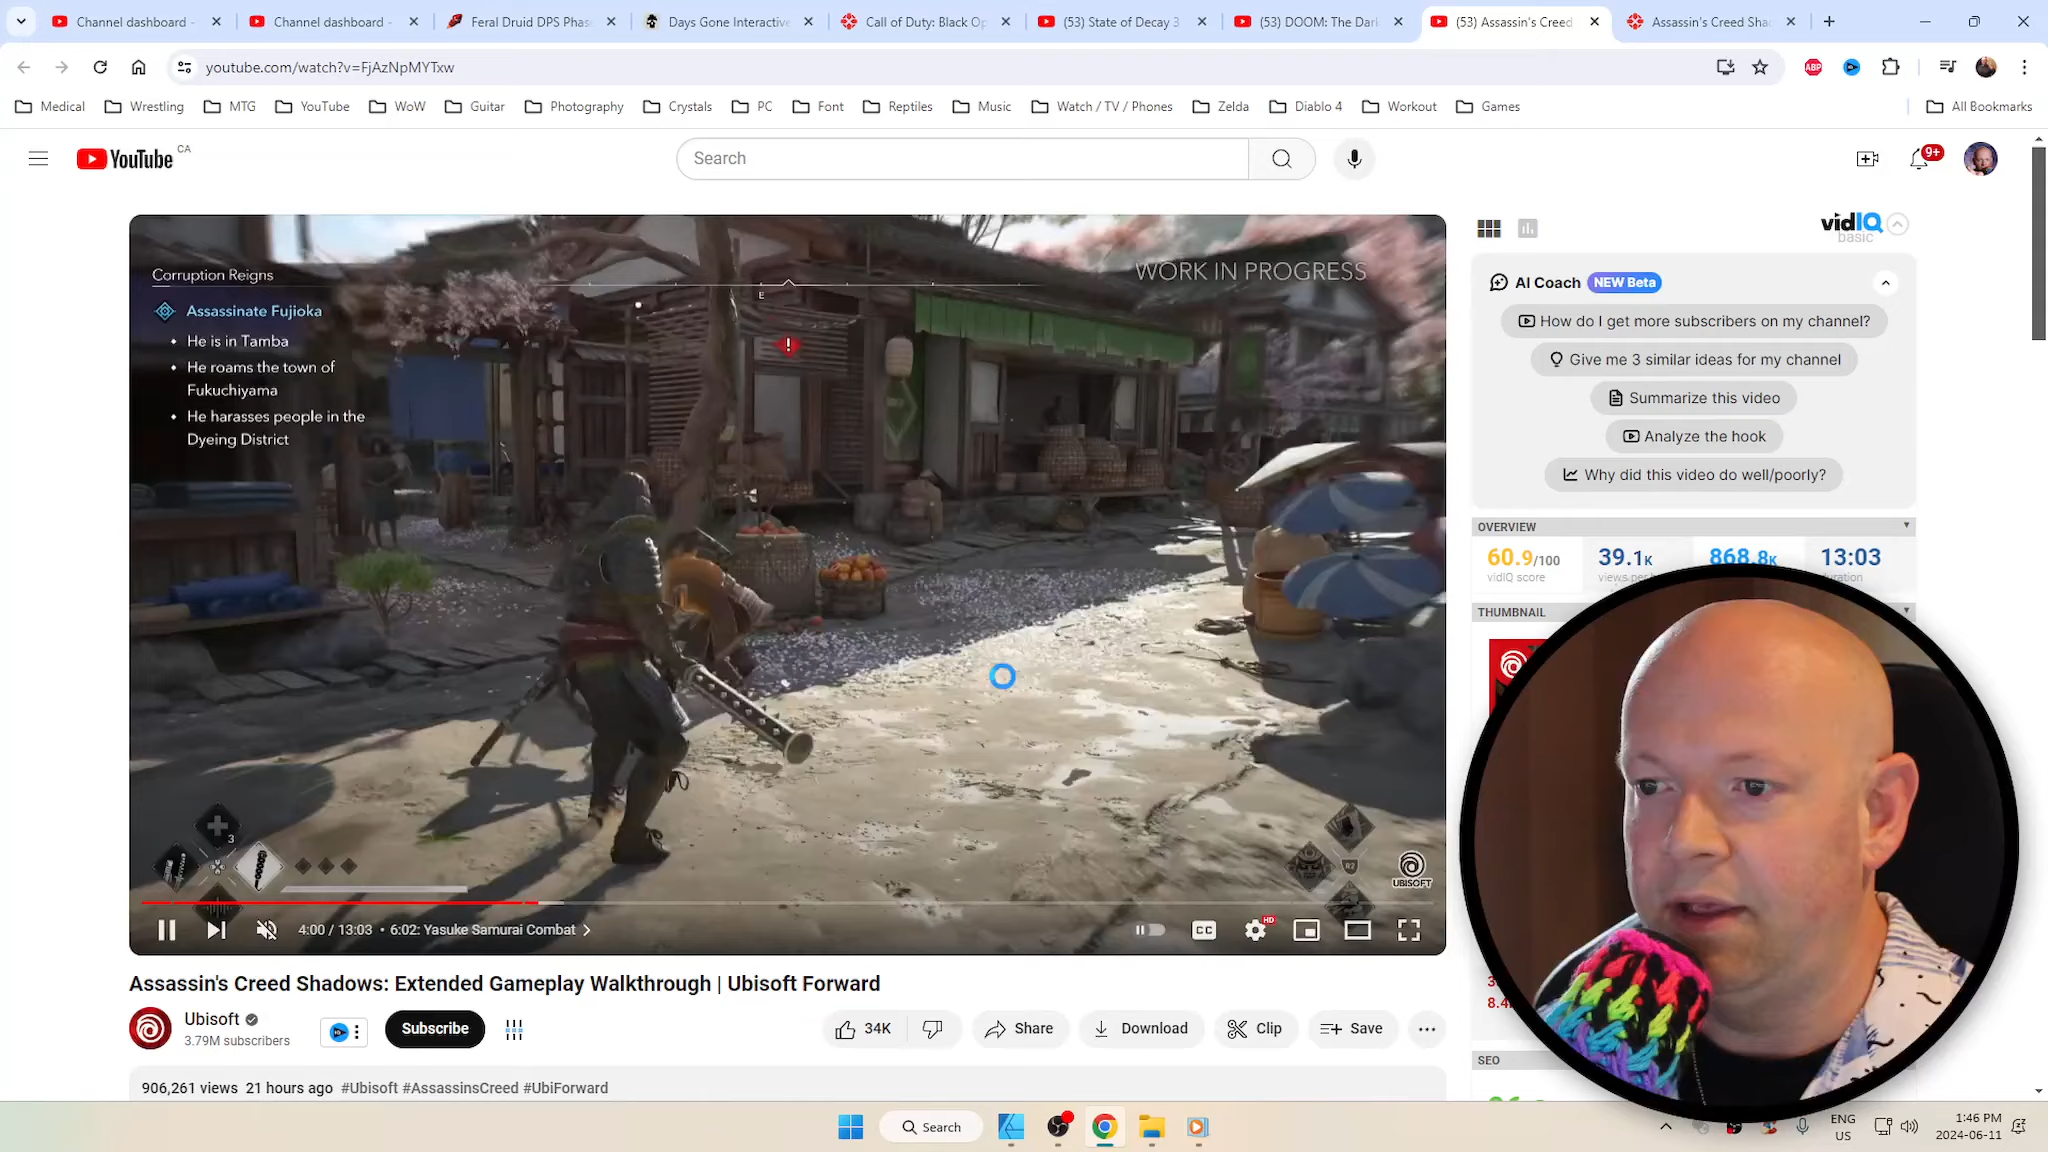 Channel dashboard -
Channel dashboard -
Feral Druid DPS Phase
Days Gone Interactive
Call of Duty: Black Op
(53) State of Decay 3
(53) DOOM: The Dark
(53) Assassin's Creed
Assassin's Creed Sha
youtube.com/watch?v=FjAzNpMYTxw
ABP
Medical
Wrestling
MTG
YouTube
WoW
Guitar
Photography
Crystals
PC
Font
Reptiles
Music
Watch / TV / Phones
Zelda
Diablo 4
Workout
Games
All Bookmarks
YouTube CA
Search
9+
Corruption Reigns
Assassinate Fujioka
• He is in Tamba
• He roams the town of
Fukuchiyama
• He harasses people in the
Dyeing District
E
!
WORK IN PROGRESS
3
R2
UBISOFT
4:00 / 13:03 • 6:02: Yasuke Samurai Combat >
CC
HD
vidIQ
basic
AI Coach NEW Beta
How do I get more subscribers on my channel?
Give me 3 similar ideas for my channel
Summarize this video
Analyze the hook
Why did this video do well/poorly?
OVERVIEW
60.9/100
vidIQ score
39.1K
868.8K
13:03
THUMBNAIL
SEO
Assassin's Creed Shadows: Extended Gameplay Walkthrough | Ubisoft Forward
Ubisoft
3.79M subscribers
Subscribe
34K
Share
Download
Clip
Save
906,261 views 21 hours ago #Ubisoft #AssassinsCreed #UbiForward
Search
ENG
US
1:46 PM
2024-06-11